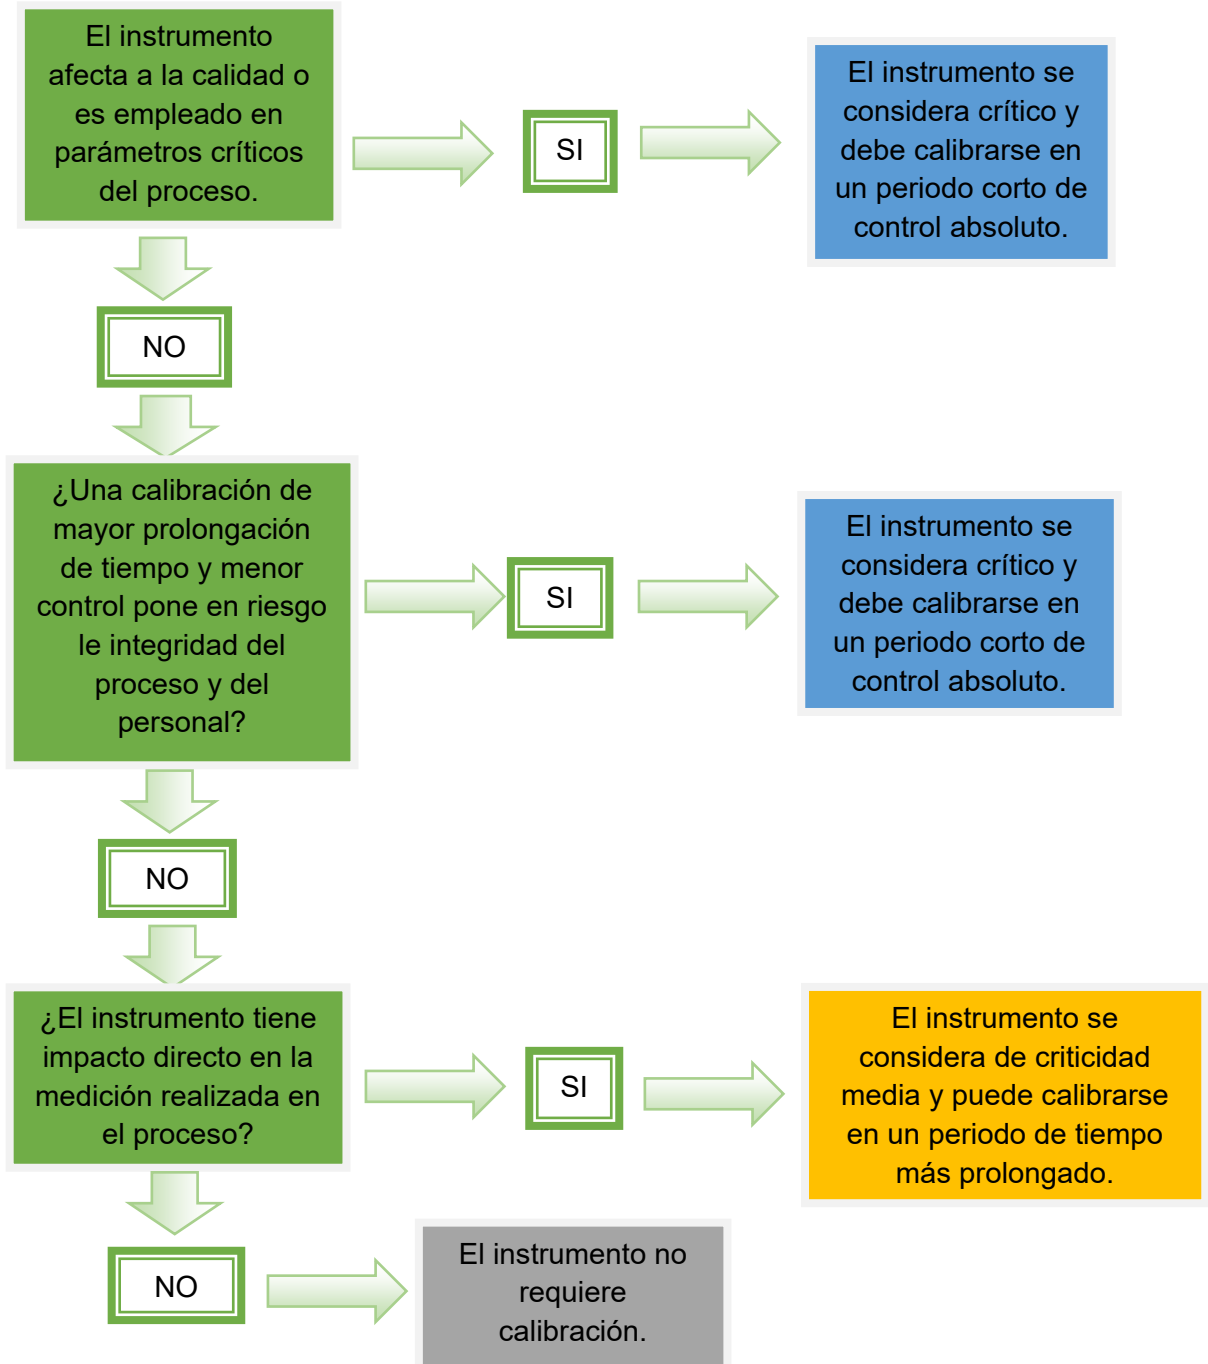 El instrumento
afecta a la calidad o
es empleado en
parámetros críticos
del proceso.
SI
El instrumento se
considera crítico y
debe calibrarse en
un periodo corto de
control absoluto.
NO
¿Una calibración de
mayor prolongación
de tiempo y menor
control pone en riesgo
le integridad del
proceso y del
personal?
SI
El instrumento se
considera crítico y
debe calibrarse en
un periodo corto de
control absoluto.
NO
¿El instrumento tiene
impacto directo en la
medición realizada en
el proceso?
SI
El instrumento se
considera de criticidad
media y puede calibrarse
en un periodo de tiempo
más prolongado.
NO
El instrumento no
requiere
calibración.